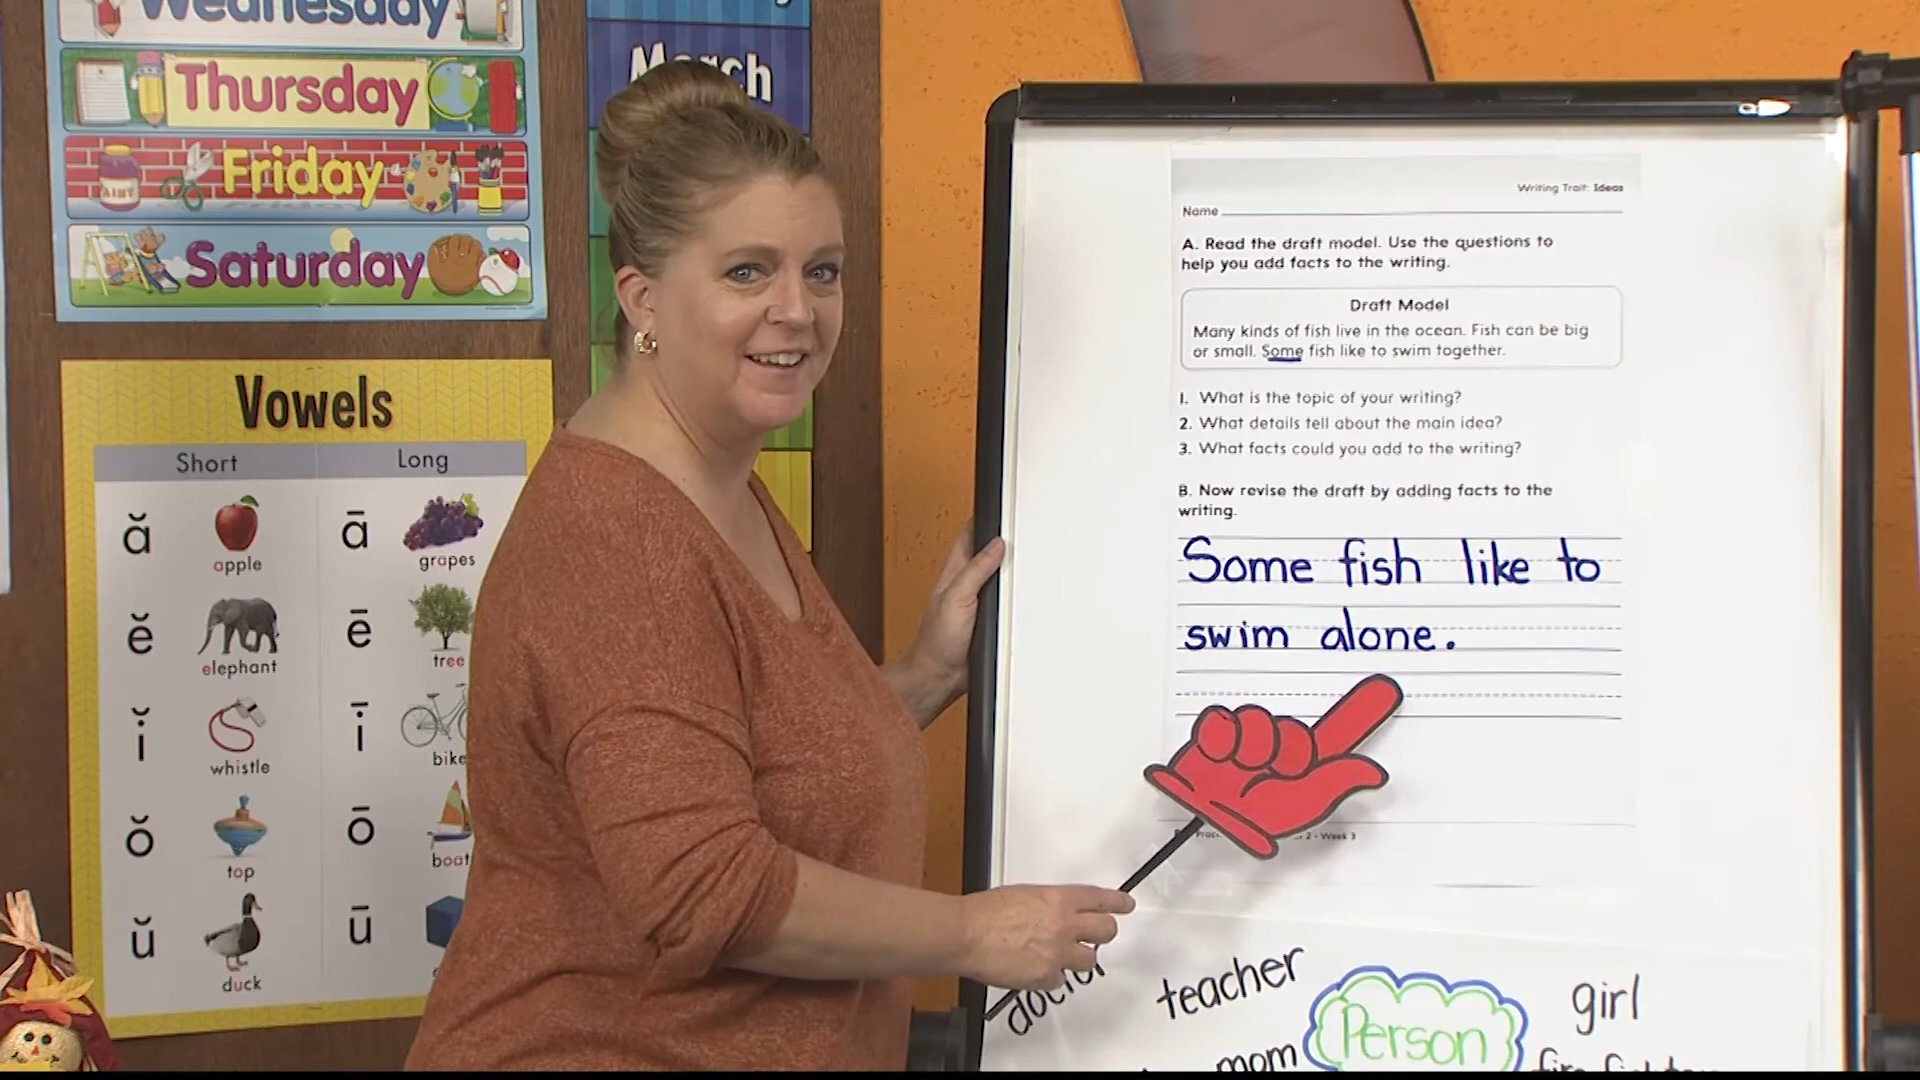 Wednesday
Thursday
PAINT
Friday
Saturday
March
Vowels
Short Long
ă apple ā grapes
ĕ elephant ē tree
ĭ whistle ī bike
ŏ top ō boat
ŭ duck ū
Writing Trait: Ideas
Name
A. Read the draft model. Use the questions to
help you add facts to the writing.
Draft Model
Many kinds of fish live in the ocean. Fish can be big
or small. Some fish like to swim together.
1. What is the topic of your writing?
2. What details tell about the main idea?
3. What facts could you add to the writing?
B. Now revise the draft by adding facts to the
writing.
Some fish like to
swim alone.
2 • Week 3
doctor teacher girl
mom Person